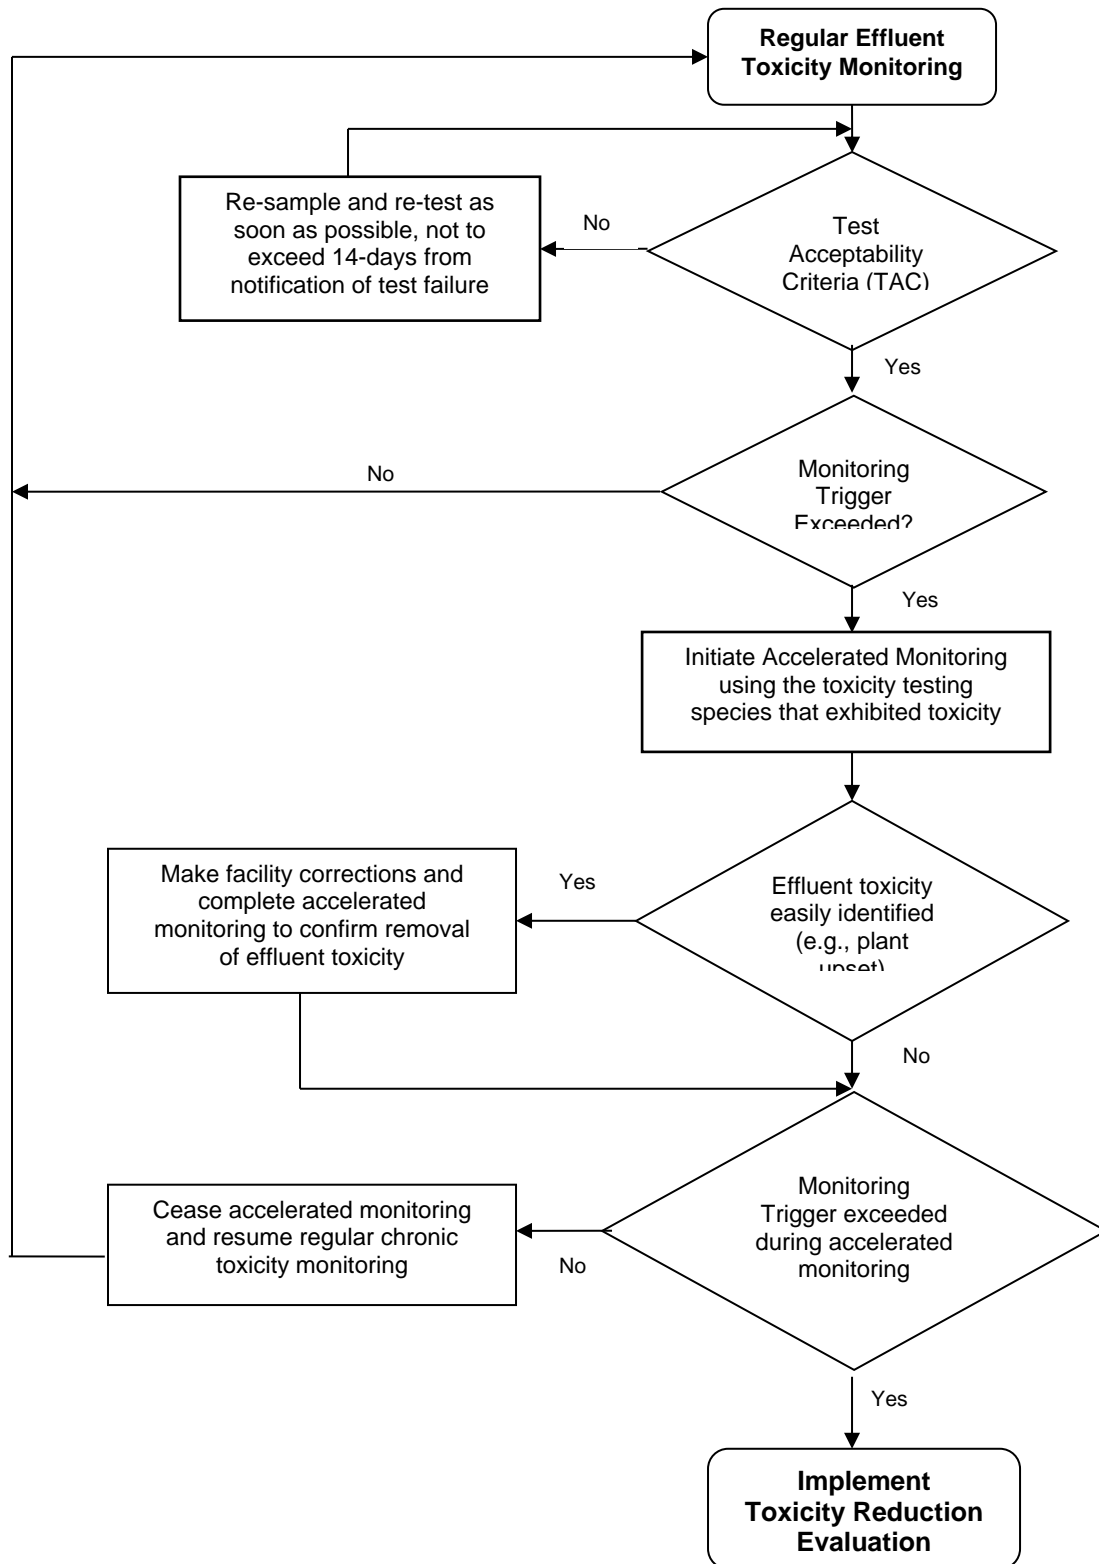 Regular Effluent
Toxicity Monitoring
Re-sample and re-test as
soon as possible, not to
exceed 14-days from
notification of test failure
No
Test
Acceptability
Criteria (TAC)
Yes
No
Monitoring
Trigger
Exceeded?
Yes
Initiate Accelerated Monitoring
using the toxicity testing
species that exhibited toxicity
Make facility corrections and
complete accelerated
monitoring to confirm removal
of effluent toxicity
Yes
Effluent toxicity
easily identified
(e.g., plant
upset)
No
Cease accelerated monitoring
and resume regular chronic
toxicity monitoring
No
Monitoring
Trigger exceeded
during accelerated
monitoring
Yes
Implement
Toxicity Reduction
Evaluation